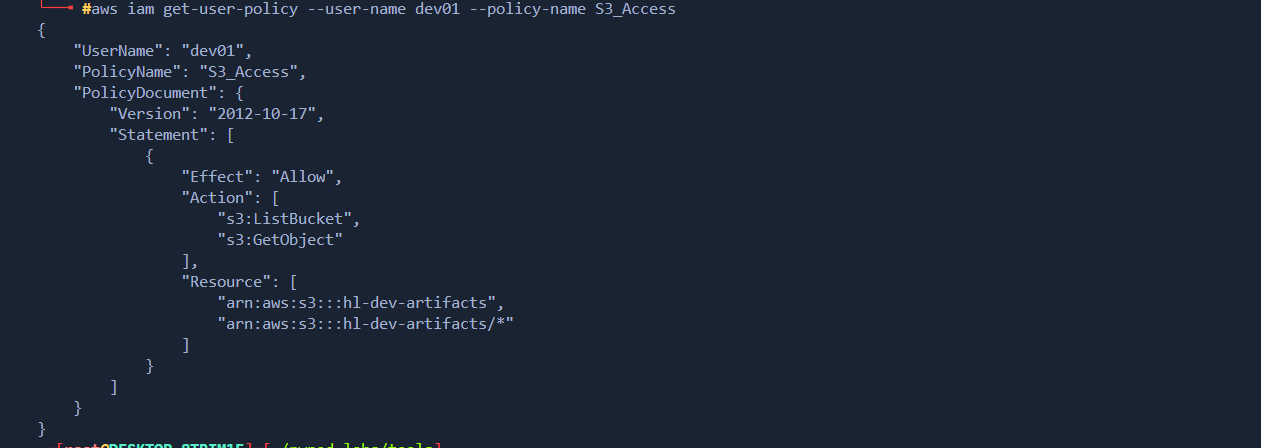 #aws iam get-user-policy --user-name dev01 --policy-name S3_Access
{
    "UserName": "dev01",
    "PolicyName": "S3_Access",
    "PolicyDocument": {
        "Version": "2012-10-17",
        "Statement": [
            {
                "Effect": "Allow",
                "Action": [
                    "s3:ListBucket",
                    "s3:GetObject"
                ],
                "Resource": [
                    "arn:aws:s3:::hl-dev-artifacts",
                    "arn:aws:s3:::hl-dev-artifacts/*"
                ]
            }
        ]
    }
}